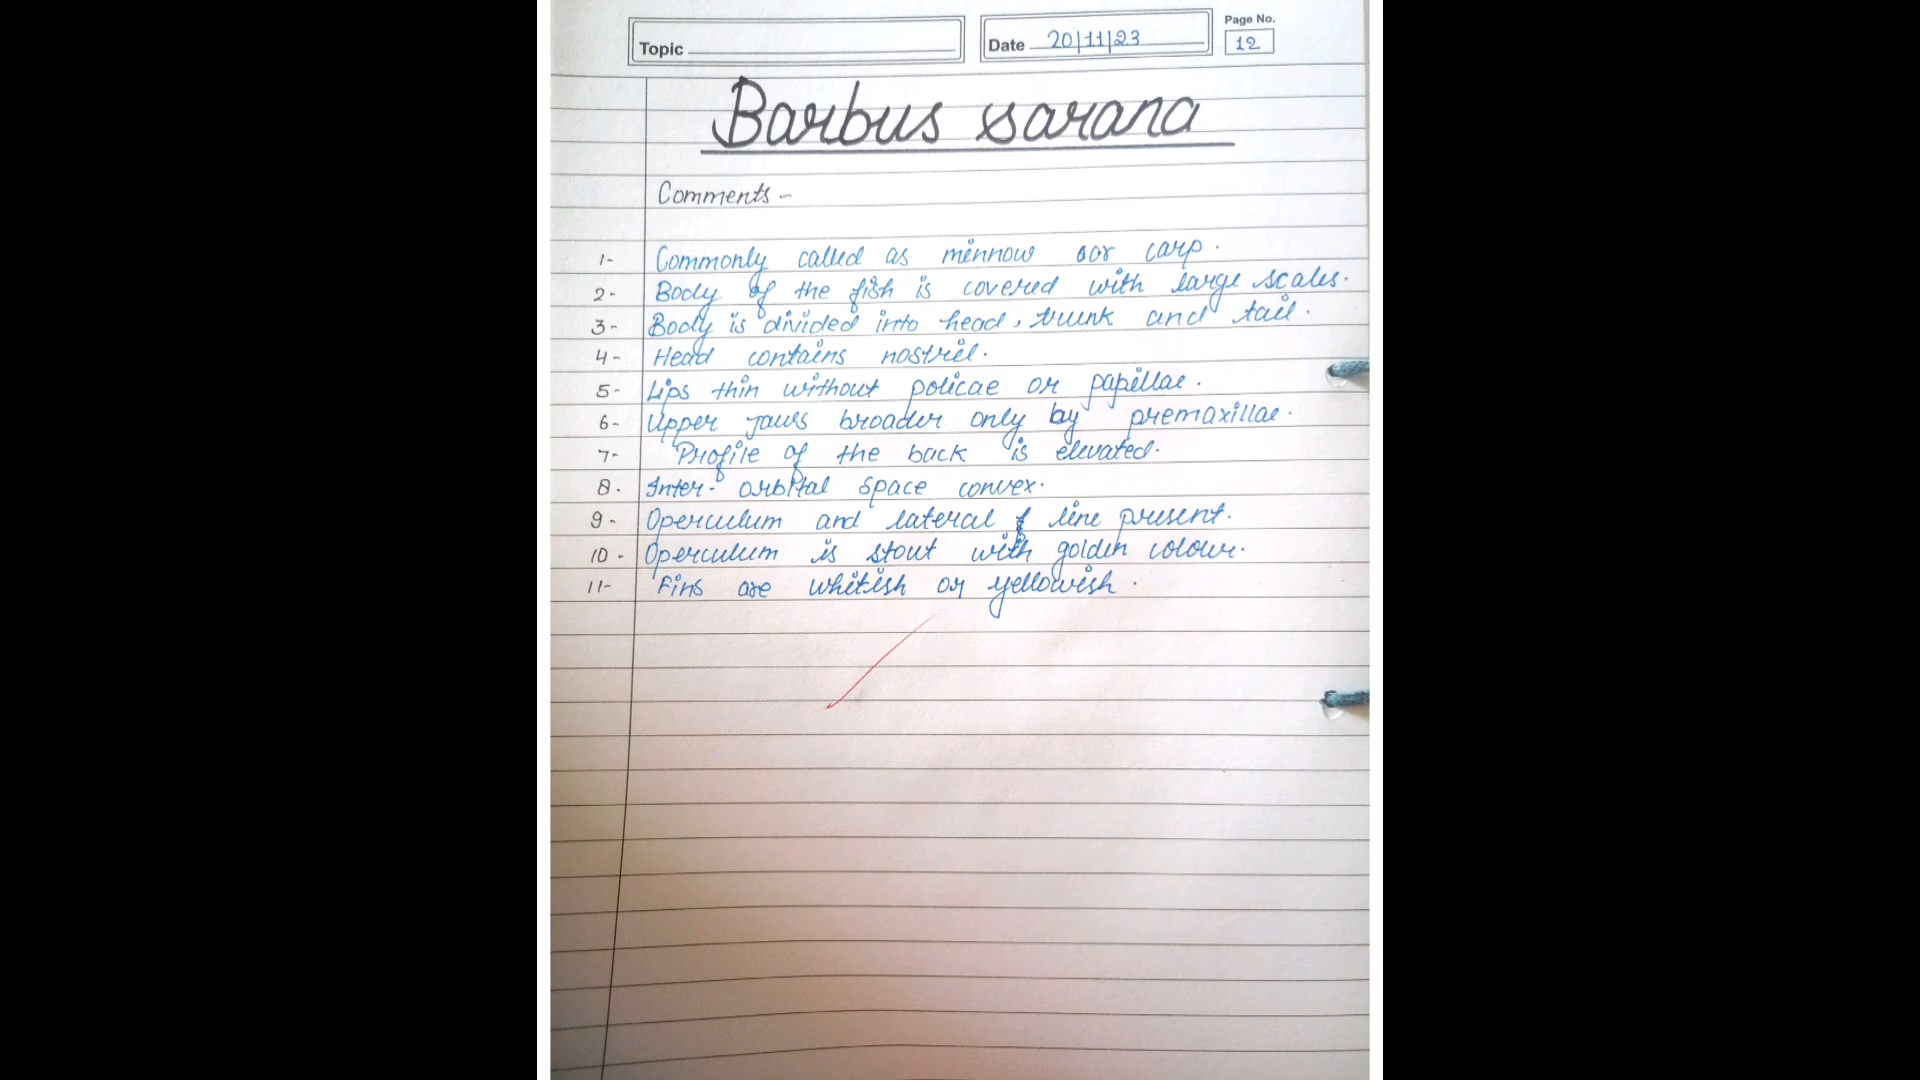 Topic
Date 20|11|23
Page No.
12
Barbus sarana
Comments -
1- Commonly called as minnow or carp.
2- Body of the fish is covered with large scales.
3- Body is divided into head, trunk and tail.
4- Head contains nostril.
5- Lips thin without policae or papillae.
6- Upper jaws broader only by premaxillae.
7- Profile of the back is elevated.
8. Inter-orbital space convex.
9- Operculum and lateral line present.
10- Operculum is stout with golden colour.
11- Fins are whitish or yellowish.